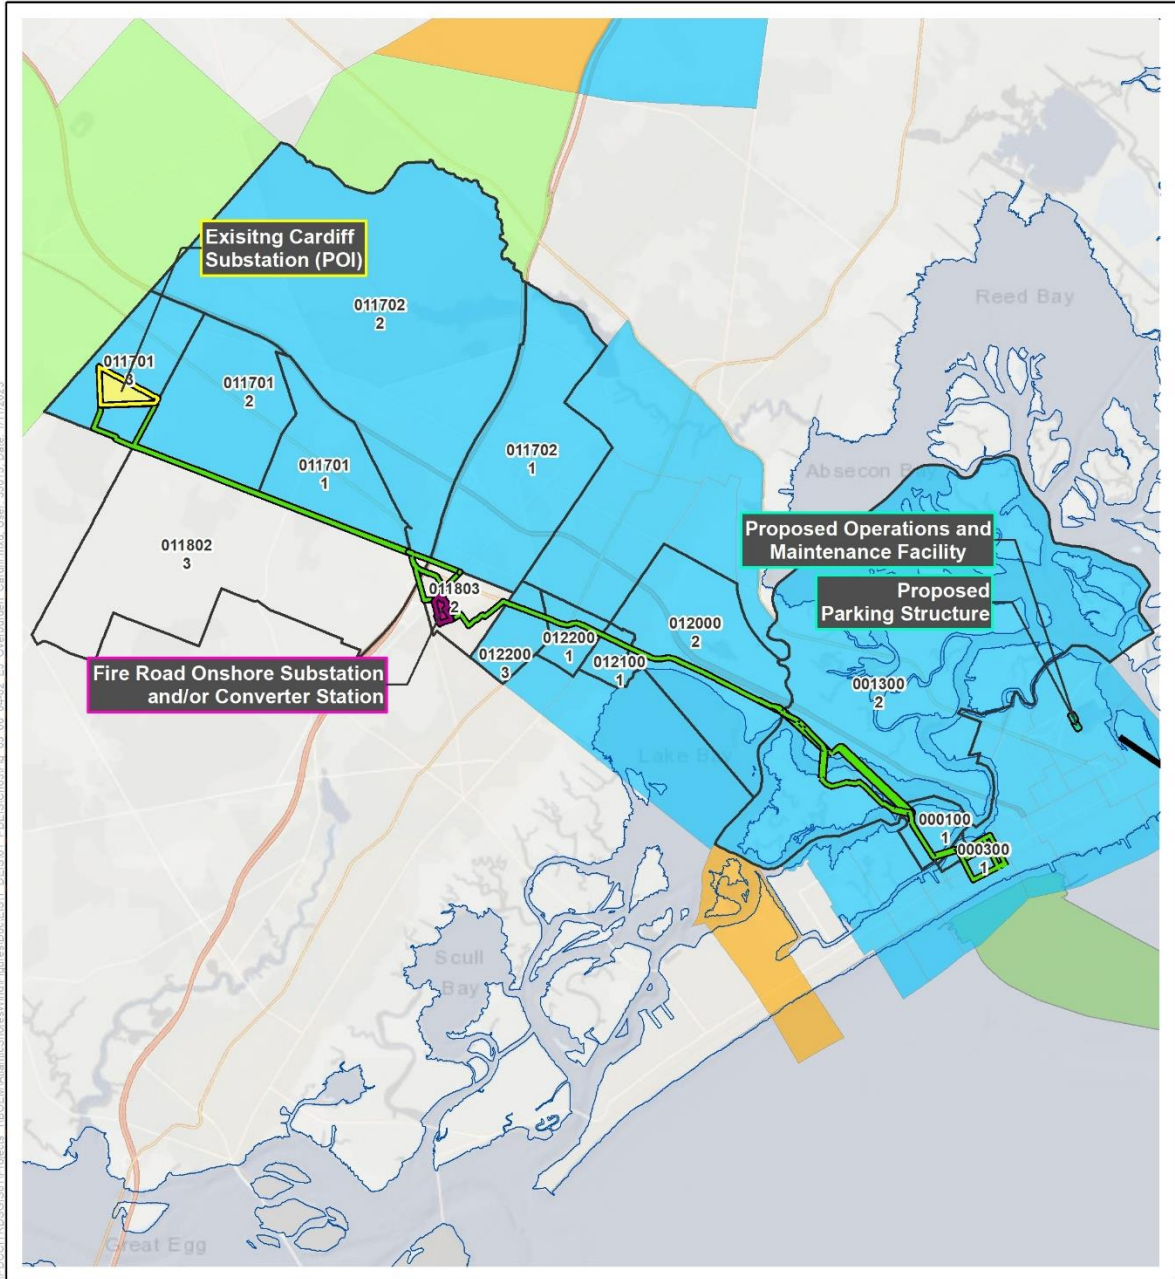 Exisitng Cardiff
Substation (POI)
011702
2
Reed Bay
011701
3
011701
2
011702
1
011701
1
Absecon Bay
Proposed Operations and
Maintenance Facility
011802
3
Proposed
Parking Structure
011803
2
012000
2
012200
1
012200
3
012100
1
Fire Road Onshore Substation
and/or Converter Station
001300
2
000100
1
000300
1
Scull
Bay
Great Egg